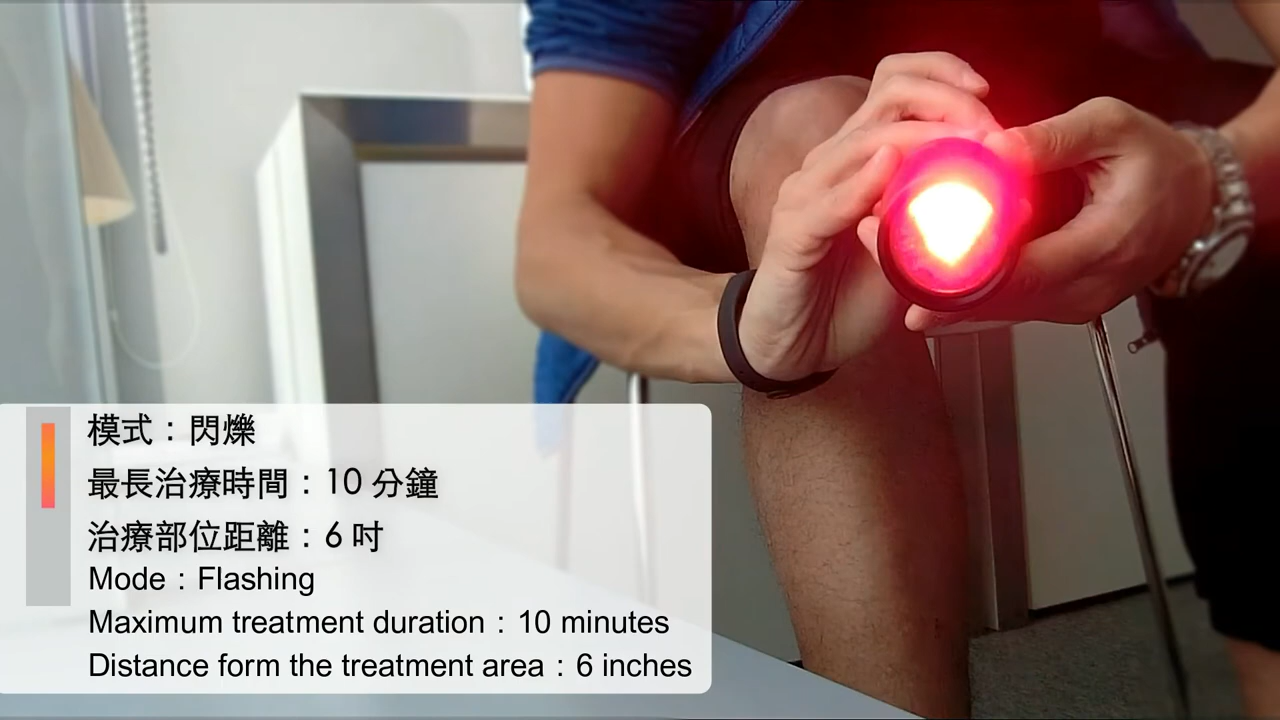 模式：閃爍
最長治療時間：10 分鐘
治療部位距離：6 吋
Mode：Flashing
Maximum treatment duration：10 minutes
Distance form the treatment area：6 inches